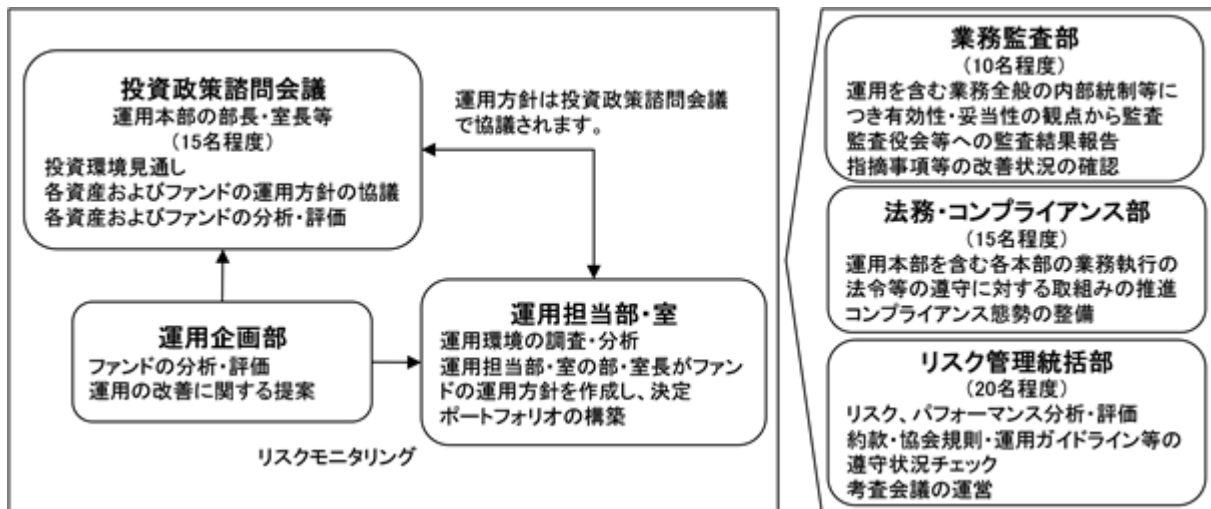 投資政策諮問会議
運用本部の部長・室長等
(15名程度)
投資環境見通し
各資産およびファンドの運用方針の協議
各資産およびファンドの分析・評価
運用方針は投資政策諮問会議
で協議されます。
運用企画部
ファンドの分析・評価
運用の改善に関する提案
運用担当部・室
運用環境の調査・分析
運用担当部・室の部・室長がファン
ドの運用方針を作成し、決定
ポートフォリオの構築
リスクモニタリング
業務監査部
(10名程度)
運用を含む業務全般の内部統制等に
つき有効性・妥当性の観点から監査
監査役会等への監査結果報告
指摘事項等の改善状況の確認
法務・コンプライアンス部
(15名程度)
運用本部を含む各本部の業務執行の
法令等の遵守に対する取組みの推進
コンプライアンス態勢の整備
リスク管理統括部
(20名程度)
リスク、パフォーマンス分析・評価
約款・協会規則・運用ガイドライン等の
遵守状況チェック
考査会議の運営